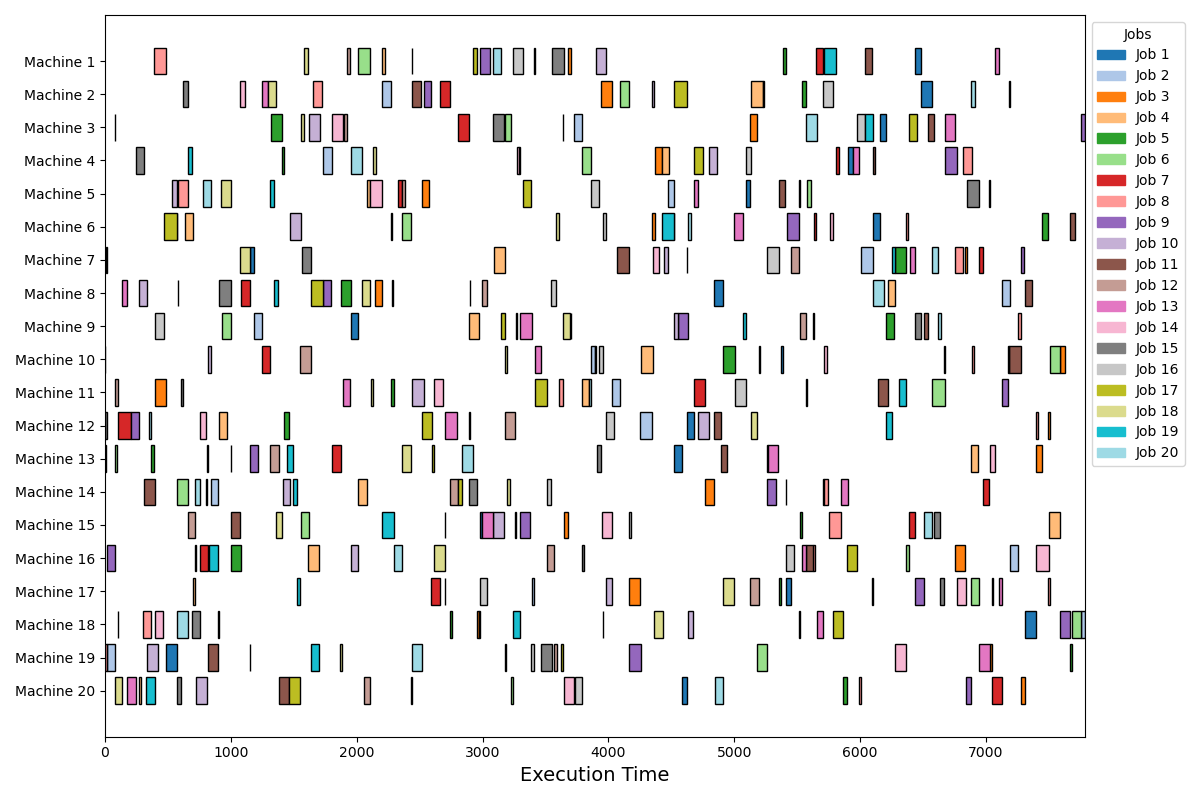 Machine 1
Machine 2
Machine 3
Machine 4
Machine 5
Machine 6
Machine 7
Machine 8
Machine 9
Machine 10
Machine 11
Machine 12
Machine 13
Machine 14
Machine 15
Machine 16
Machine 17
Machine 18
Machine 19
Machine 20
0 1000 2000 3000 4000 5000 6000 7000
Execution Time
Jobs
Job 1
Job 2
Job 3
Job 4
Job 5
Job 6
Job 7
Job 8
Job 9
Job 10
Job 11
Job 12
Job 13
Job 14
Job 15
Job 16
Job 17
Job 18
Job 19
Job 20